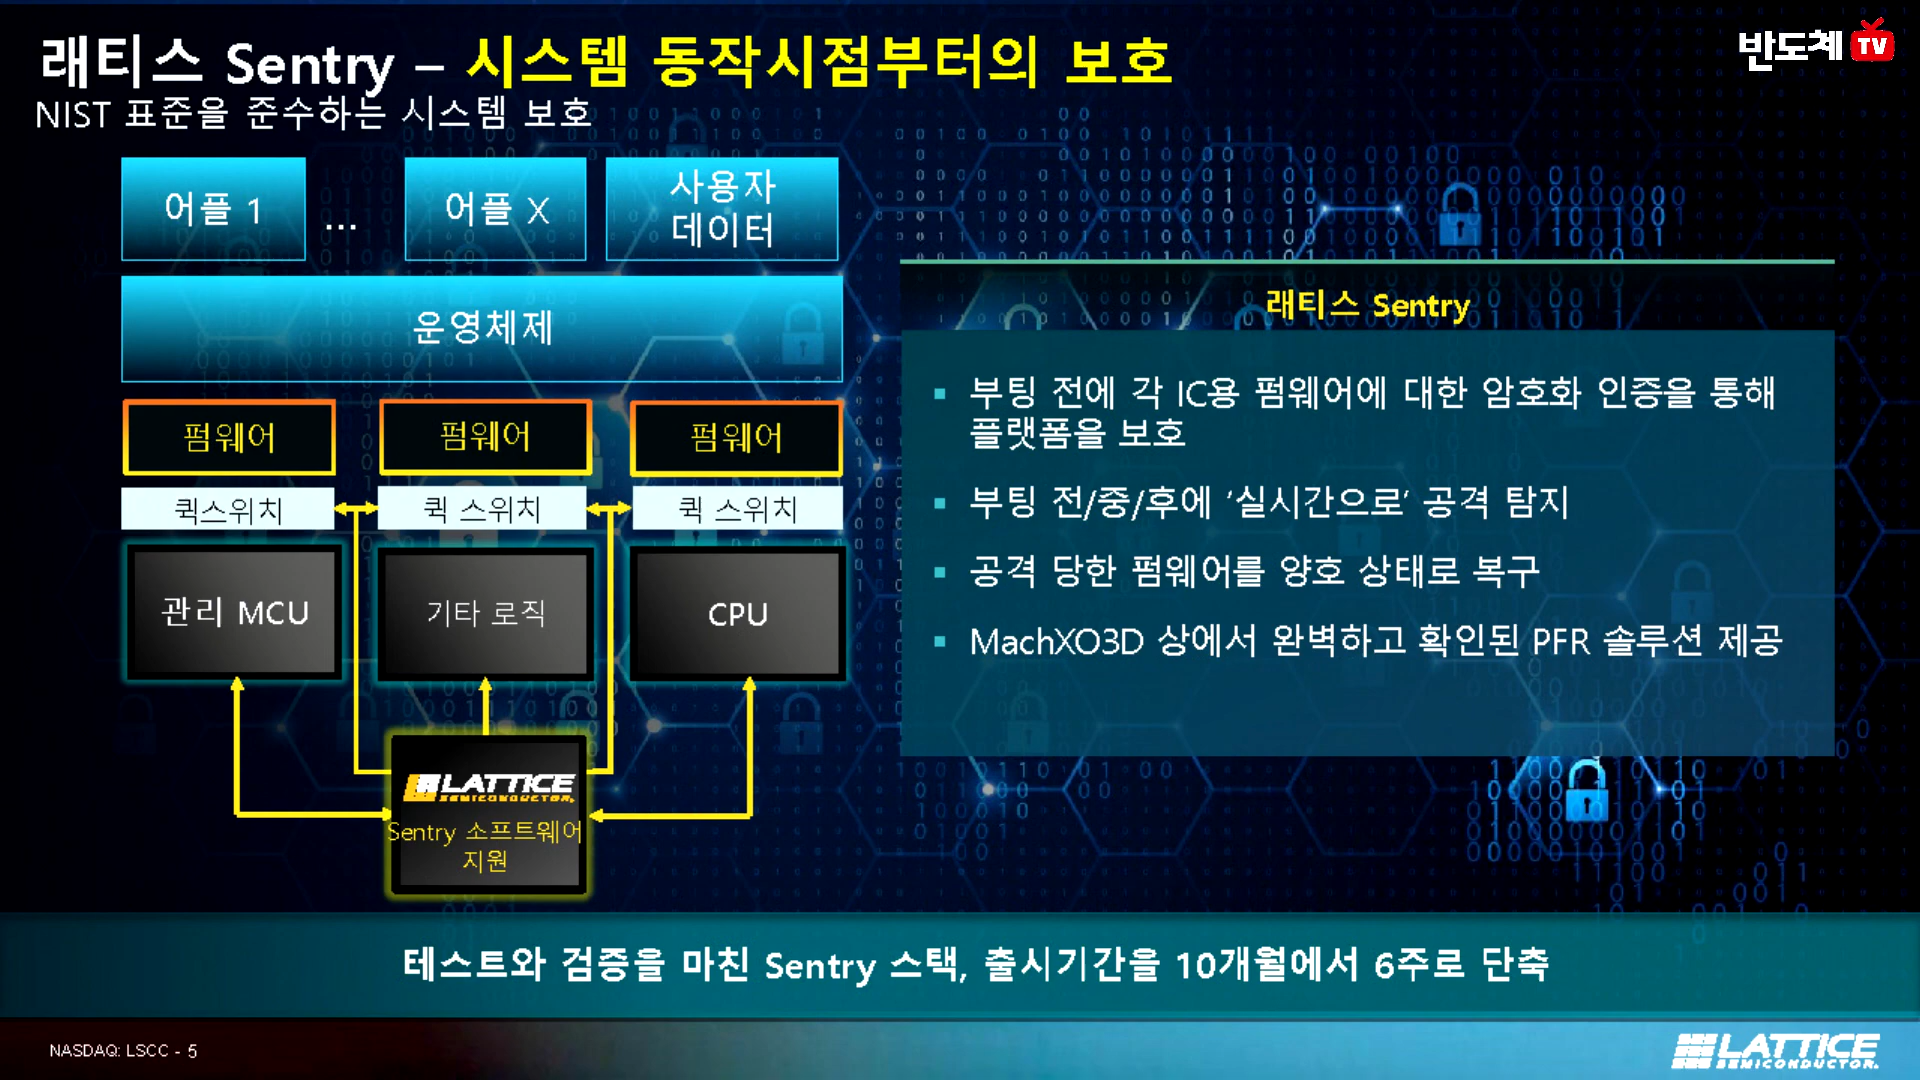 래티스 Sentry – 시스템 동작시점부터의 보호
반도체 TV
NIST 표준을 준수하는 시스템 보호
어플 1
...
어플 X
사용자
데이터
운영체제
펌웨어
펌웨어
펌웨어
퀵스위치
퀵 스위치
퀵 스위치
관리 MCU
기타 로직
CPU
LATTICE
SEMICONDUCTOR.
Sentry 소프트웨어
지원
래티스 Sentry
▪ 부팅 전에 각 IC용 펌웨어에 대한 암호화 인증을 통해
플랫폼을 보호
▪ 부팅 전/중/후에 ‘실시간으로’ 공격 탐지
▪ 공격 당한 펌웨어를 양호 상태로 복구
▪ MachXO3D 상에서 완벽하고 확인된 PFR 솔루션 제공
테스트와 검증을 마친 Sentry 스택, 출시기간을 10개월에서 6주로 단축
NASDAQ: LSCC - 5
LATTICE
SEMICONDUCTOR.